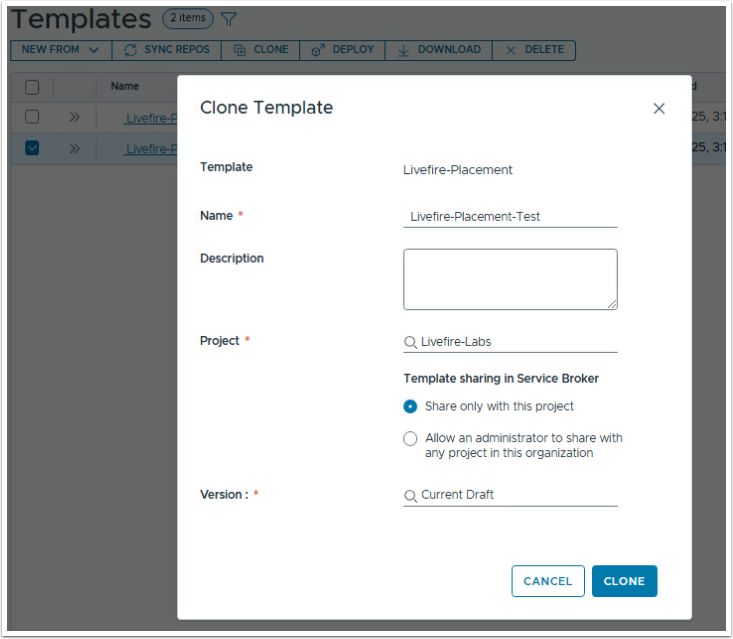 Templates 2 items
NEW FROM SYNC REPOS CLONE DEPLOY DOWNLOAD DELETE
Name
Livefire-P
25, 3:1
Livefire-P
25, 3:1
Clone Template
Template
Livefire-Placement
Name *
Livefire-Placement-Test
Description
Project *
Livefire-Labs
Template sharing in Service Broker
Share only with this project
Allow an administrator to share with
any project in this organization
Version : *
Current Draft
CANCEL CLONE